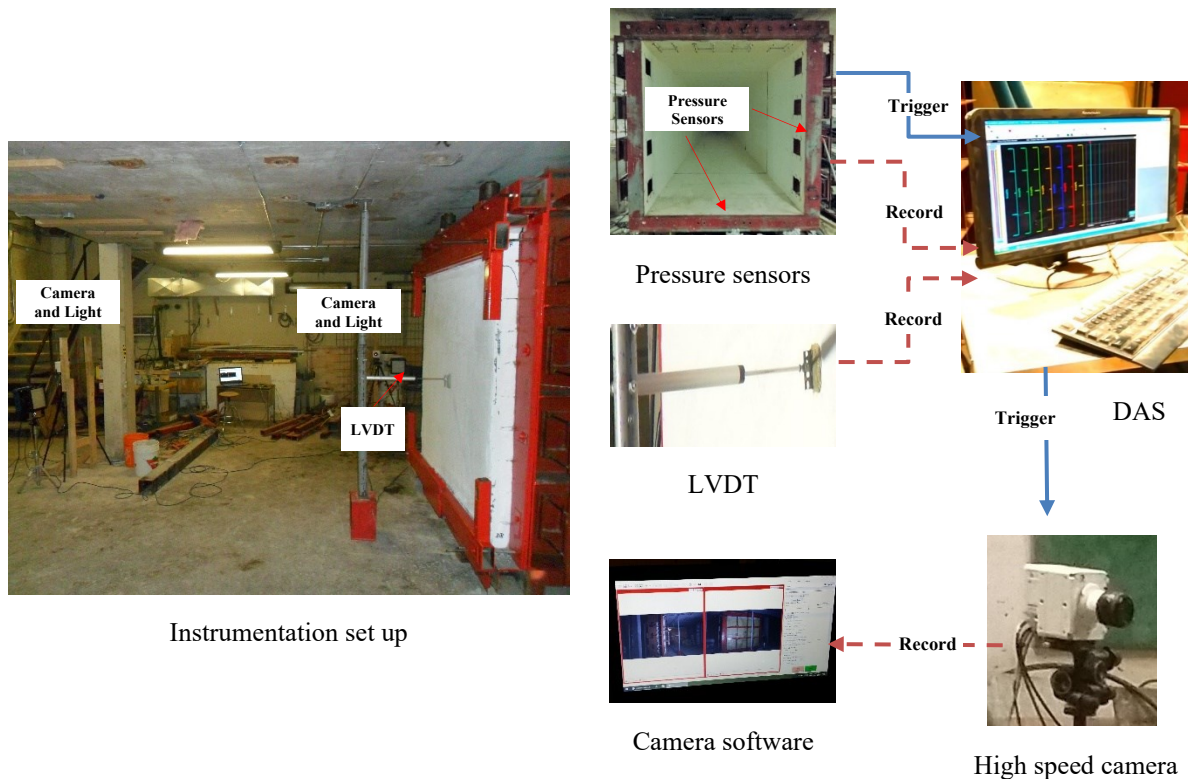 Camera
and Light
Camera
and Light
LVDT
Instrumentation set up
Pressure
Sensors
Pressure sensors
Trigger
Record
Record
LVDT
DAS
Trigger
Record
Camera software
High speed camera